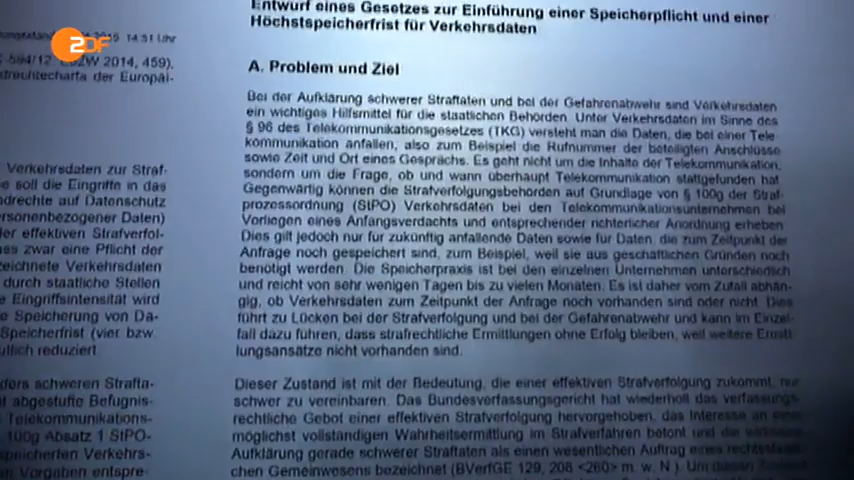 ZDF
14:31 Uhr
594/12
2014, 459).
Europäi-
Verkehrsdaten zur Straf-
soll die Eingriffe in das
auf Datenschutz
personenbezogener Daten)
effektiven Strafverfol-
zwar eine Pflicht der
Verkehrsdaten
durch staatliche Stellen
Eingriffsintensität wird
Speicherung von Da-
Speicherfrist (vier bzw.
reduziert
schweren Strafta-
abgestufte Befugnis-
Telekommunikations-
100g Absatz 1 StPO-
Verkehrs-
Vorgaben entspre-
Entwurf eines Gesetzes zur Einführung einer Speicherpflicht und einer
Höchstspeicherfrist für Verkehrsdaten
A. Problem und Ziel
Bei der Aufklärung schwerer Straftaten und bei der Gefahrenabwehr sind Verkehrsdaten
ein wichtiges Hilfsmittel für die staatlichen Behörden. Unter Verkehrsdaten im Sinne des
§ 96 des Telekommunikationsgesetzes (TKG) versteht man die Daten, die bei einer Tele-
kommunikation anfallen, also zum Beispiel die Rufnummer der beteiligten Anschlüsse
sowie Zeit und Ort eines Gesprächs. Es geht nicht um die Inhalte der Telekommunikation,
sondern um die Frage, ob und wann überhaupt Telekommunikation stattgefunden hat
Gegenwärtig können die Strafverfolgungsbehörden auf Grundlage von § 100g der Straf-
prozessordnung (StPO) Verkehrsdaten bei den Telekommunikationsunternehmen bei
Vorliegen eines Anfangsverdachts und entsprechender richterlicher Anordnung erheben
Dies gilt jedoch nur für zukünftig anfallende Daten sowie für Daten, die zum Zeitpunkt der
Anfrage noch gespeichert sind, zum Beispiel, weil sie aus geschäftlichen Gründen noch
benötigt werden. Die Speicherpraxis ist bei den einzelnen Unternehmen unterschiedlich
und reicht von sehr wenigen Tagen bis zu vielen Monaten. Es ist daher vom Zufall abhän-
gig, ob Verkehrsdaten zum Zeitpunkt der Anfrage noch vorhanden sind oder nicht. Dies
führt zu Lücken bei der Strafverfolgung und bei der Gefahrenabwehr und kann im Einzel-
fall dazu führen, dass strafrechtliche Ermittlungen ohne Erfolg bleiben, weil weitere Ermitt-
lungsansätze nicht vorhanden sind.
Dieser Zustand ist mit der Bedeutung, die einer effektiven Strafverfolgung zukommt, nur
schwer zu vereinbaren. Das Bundesverfassungsgericht hat wiederholt das verfassungs-
rechtliche Gebot einer effektiven Strafverfolgung hervorgehoben, das Interesse an einer
möglichst vollständigen Wahrheitsermittlung im Strafverfahren betont und die wirksame
Aufklärung gerade schwerer Straftaten als einen wesentlichen Auftrag eines rechtsstaat-
chen Gemeinwesens bezeichnet (BVerfGE 129, 208 <260> m. w. N.). Um diesen